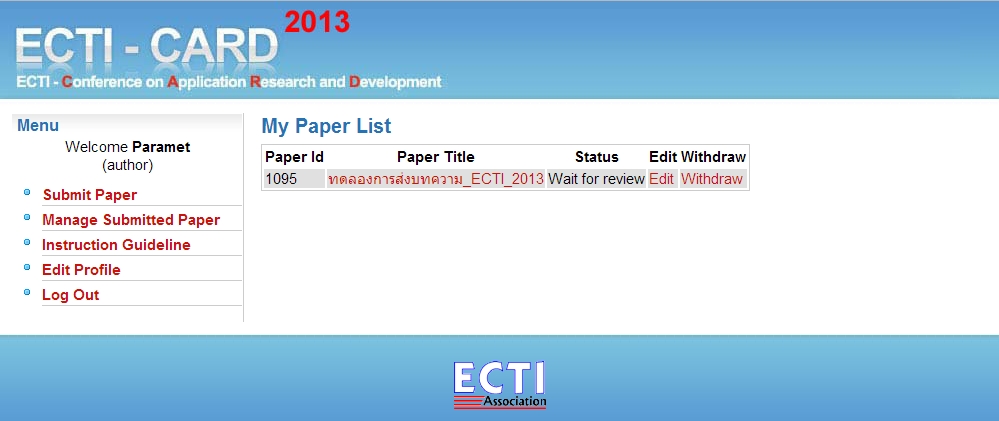 2013
ECTI - CARD
ECTI - Conference on Application Research and Development
Menu
Welcome Paramet
(author)
Submit Paper
Manage Submitted Paper
Instruction Guideline
Edit Profile
Log Out
My Paper List
Paper Id Paper Title Status Edit Withdraw
1095 ทดลองการส่งบทความ_ECTI_2013 Wait for review Edit Withdraw
ECTI
Association